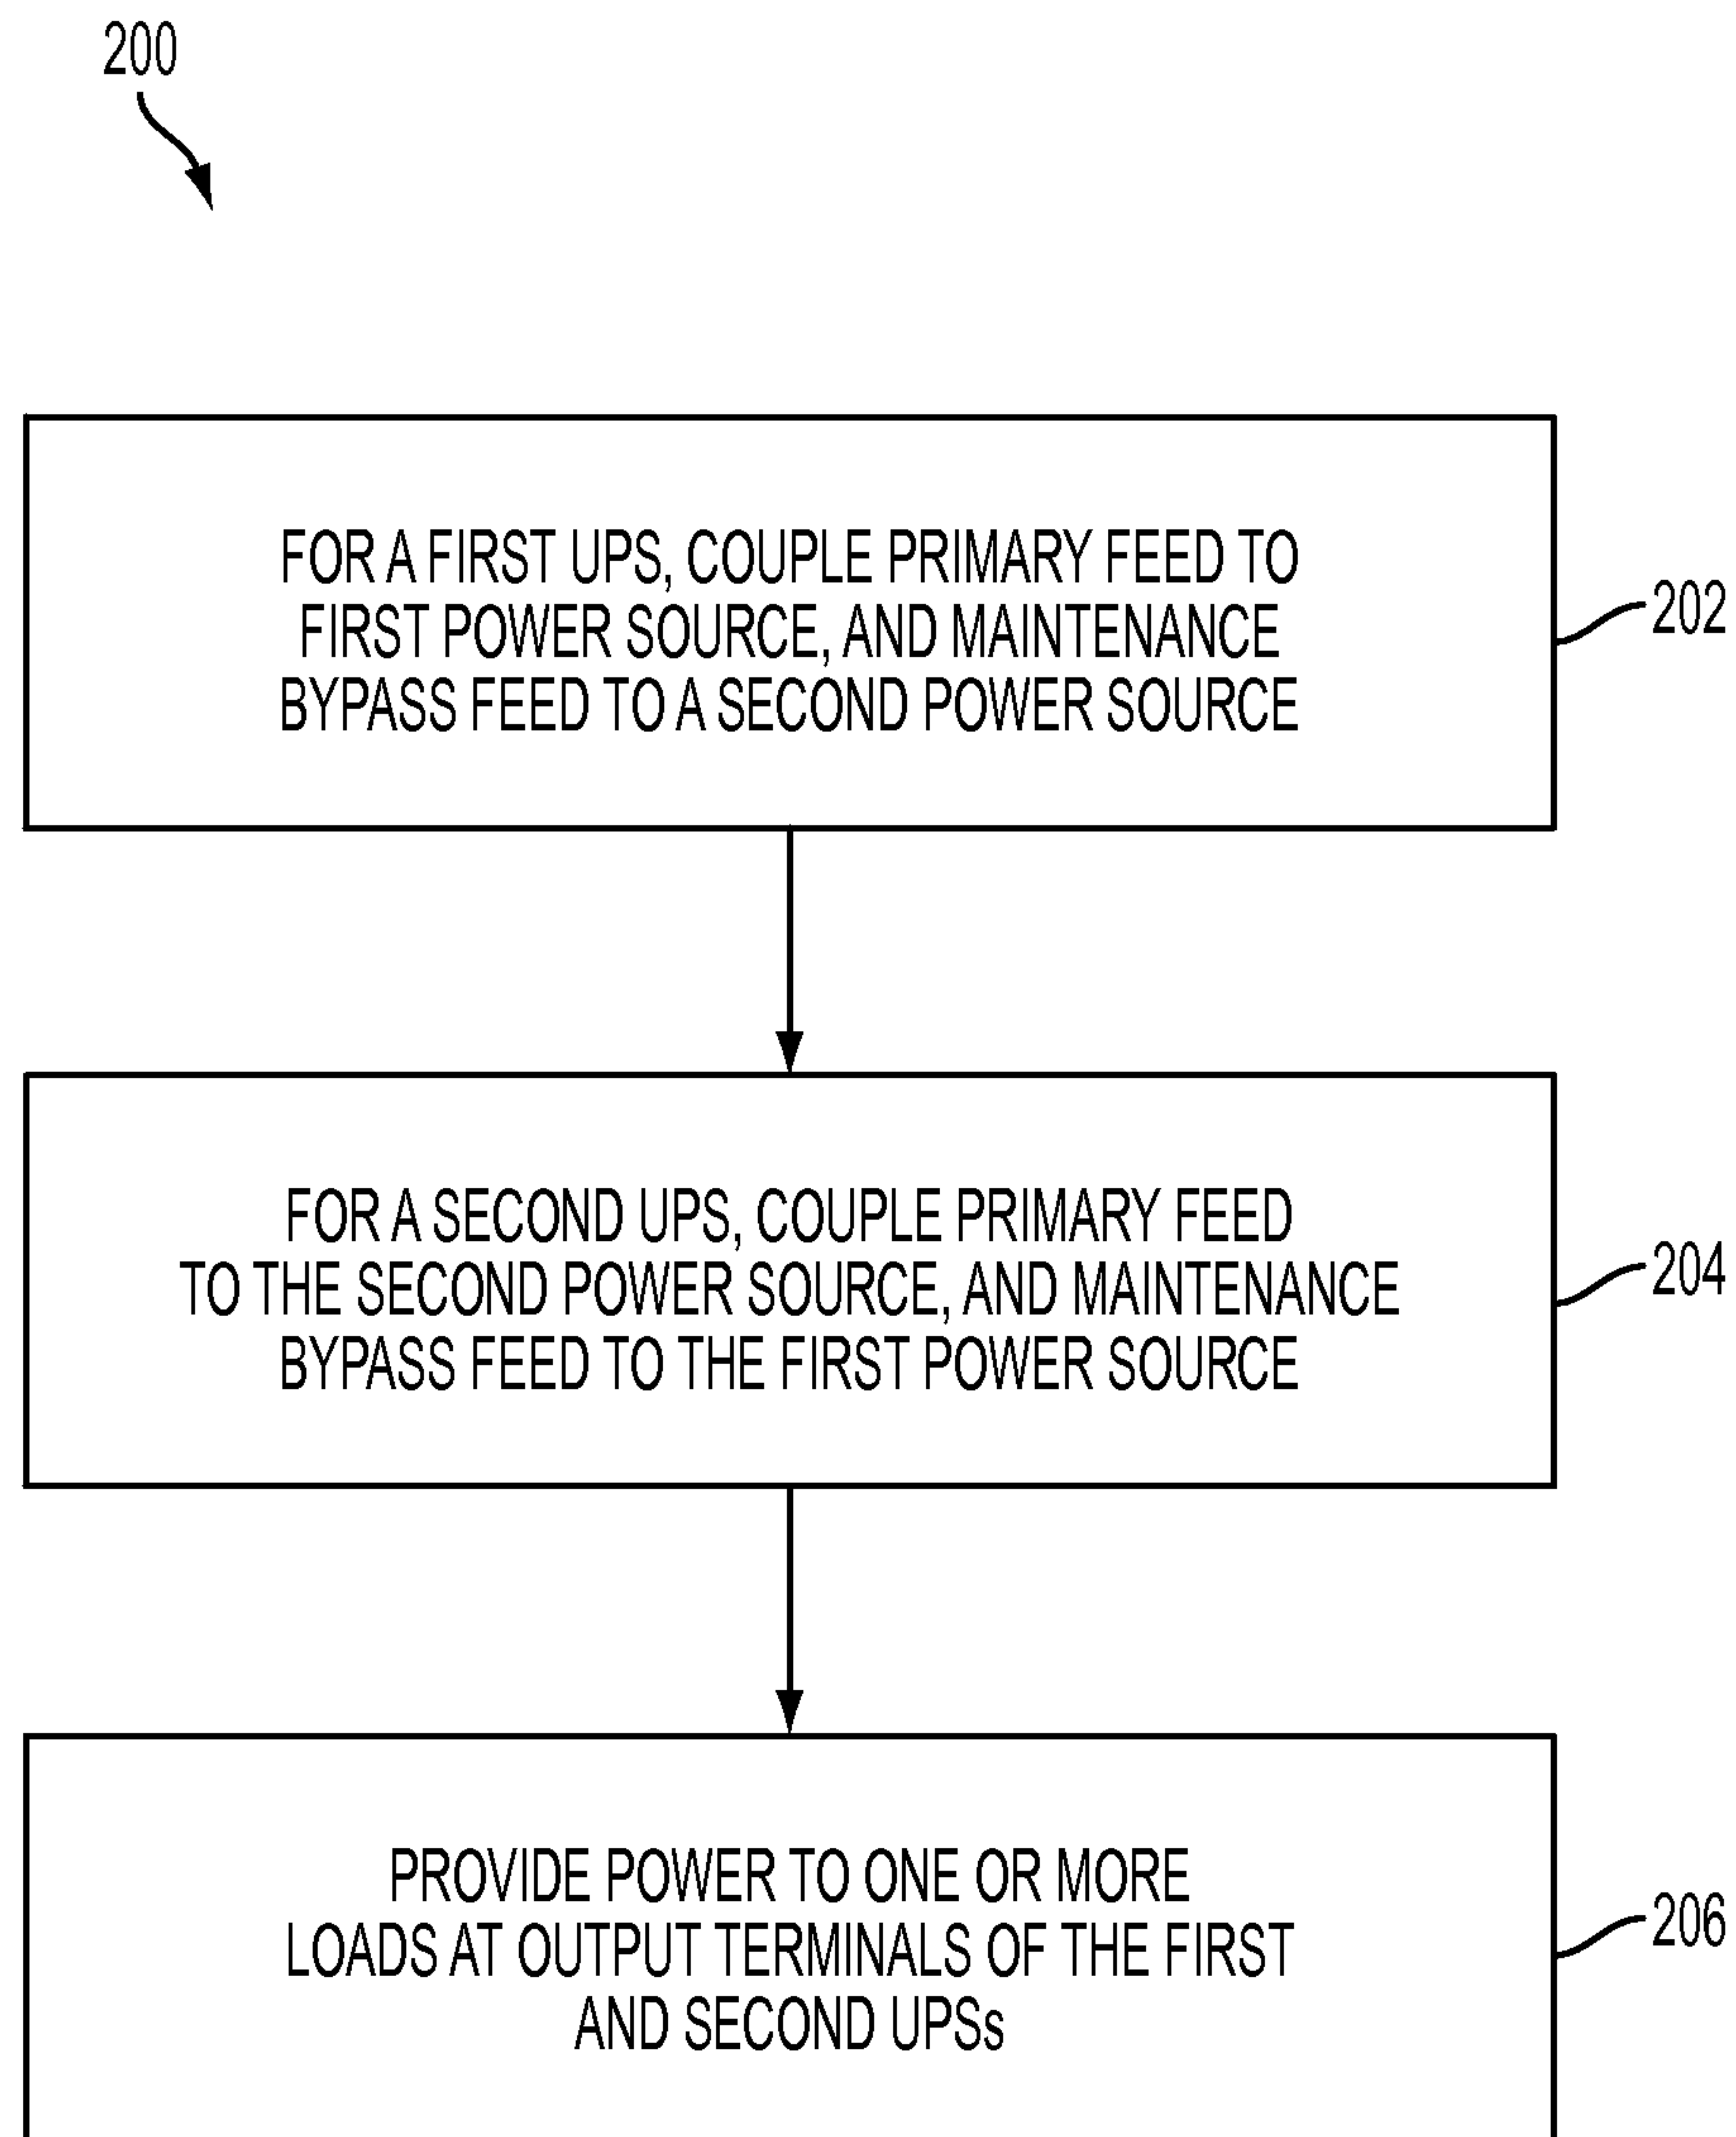 200
FOR A FIRST UPS, COUPLE PRIMARY FEED TO
FIRST POWER SOURCE, AND MAINTENANCE
BYPASS FEED TO A SECOND POWER SOURCE
202
FOR A SECOND UPS, COUPLE PRIMARY FEED
TO THE SECOND POWER SOURCE, AND MAINTENANCE
BYPASS FEED TO THE FIRST POWER SOURCE
204
PROVIDE POWER TO ONE OR MORE
LOADS AT OUTPUT TERMINALS OF THE FIRST
AND SECOND UPSs
206